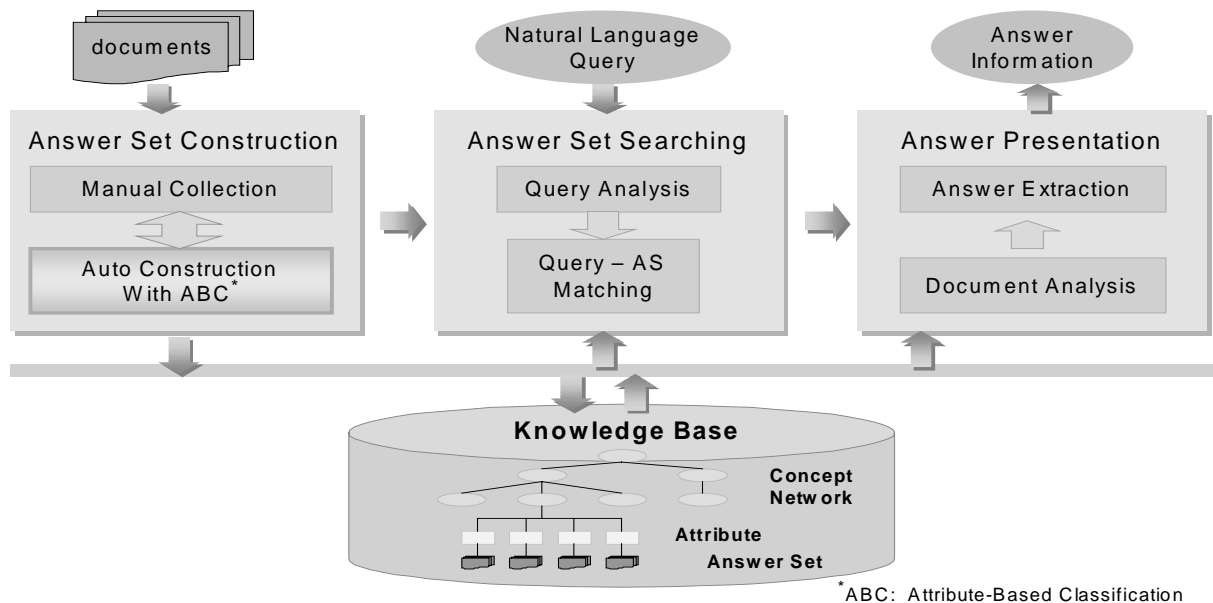 documents
Natural Language
Query
Answer
Information
Answer Set Construction
Manual Collection
Auto Construction
With ABC*
Answer Set Searching
Query Analysis
Query – AS
Matching
Answer Presentation
Answer Extraction
Document Analysis
Knowledge Base
Concept
Network
Attribute
Answer Set
*ABC: Attribute-Based Classification